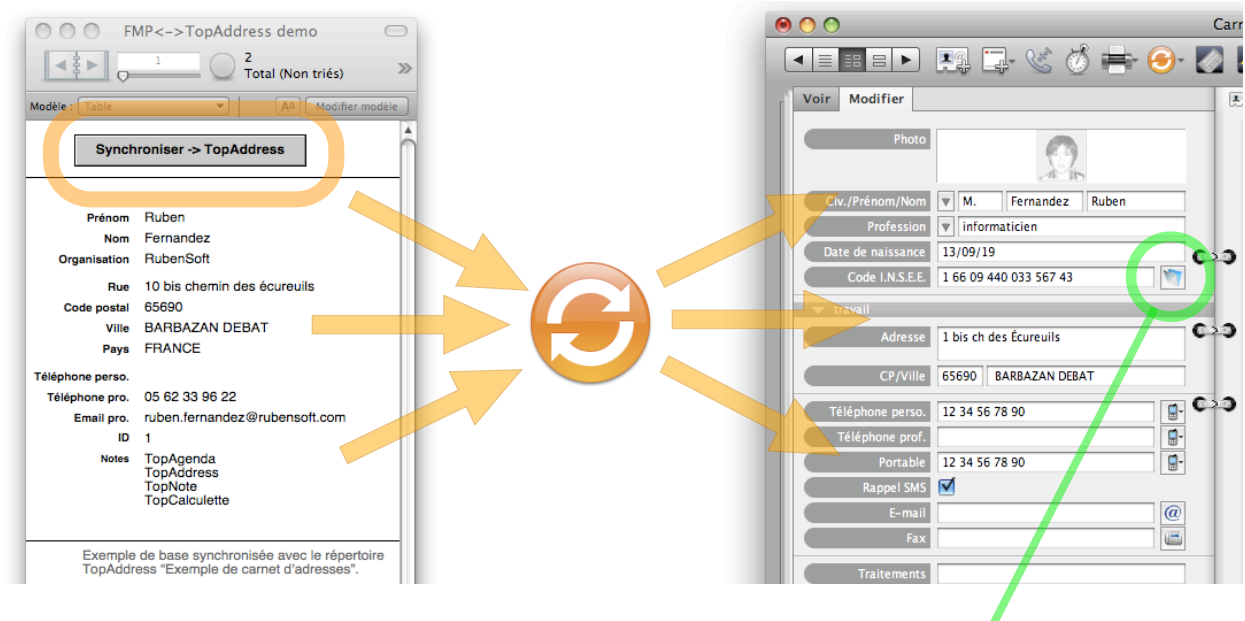 FMP<->TopAddress demo
1
2
Total (Non triés)
Modèle : Table
Aa
Modifier modèle
Synchroniser -> TopAddress
Prénom Ruben
Nom Fernandez
Organisation RubenSoft
Rue 10 bis chemin des écureuils
Code postal 65690
Ville BARBAZAN DEBAT
Pays FRANCE
Téléphone perso.
Téléphone pro. 05 62 33 96 22
Email pro. ruben.fernandez@rubensoft.com
ID 1
Notes TopAgenda
TopAddress
TopNote
TopCalculette
Exemple de base synchronisée avec le répertoire
TopAddress “Exemple de carnet d’adresses”.
Carn
Voir Modifier
Photo
Civ./Prénom/Nom M. Fernandez Ruben
Profession informaticien
Date de naissance 13/09/19
Code I.N.S.E.E. 1 66 09 440 033 567 43
travail
Adresse 1 bis ch des Écureuils
CP/Ville 65690 BARBAZAN DEBAT
Téléphone perso. 12 34 56 78 90
Téléphone prof.
Portable 12 34 56 78 90
Rappel SMS
E-mail @
Fax
Traitements